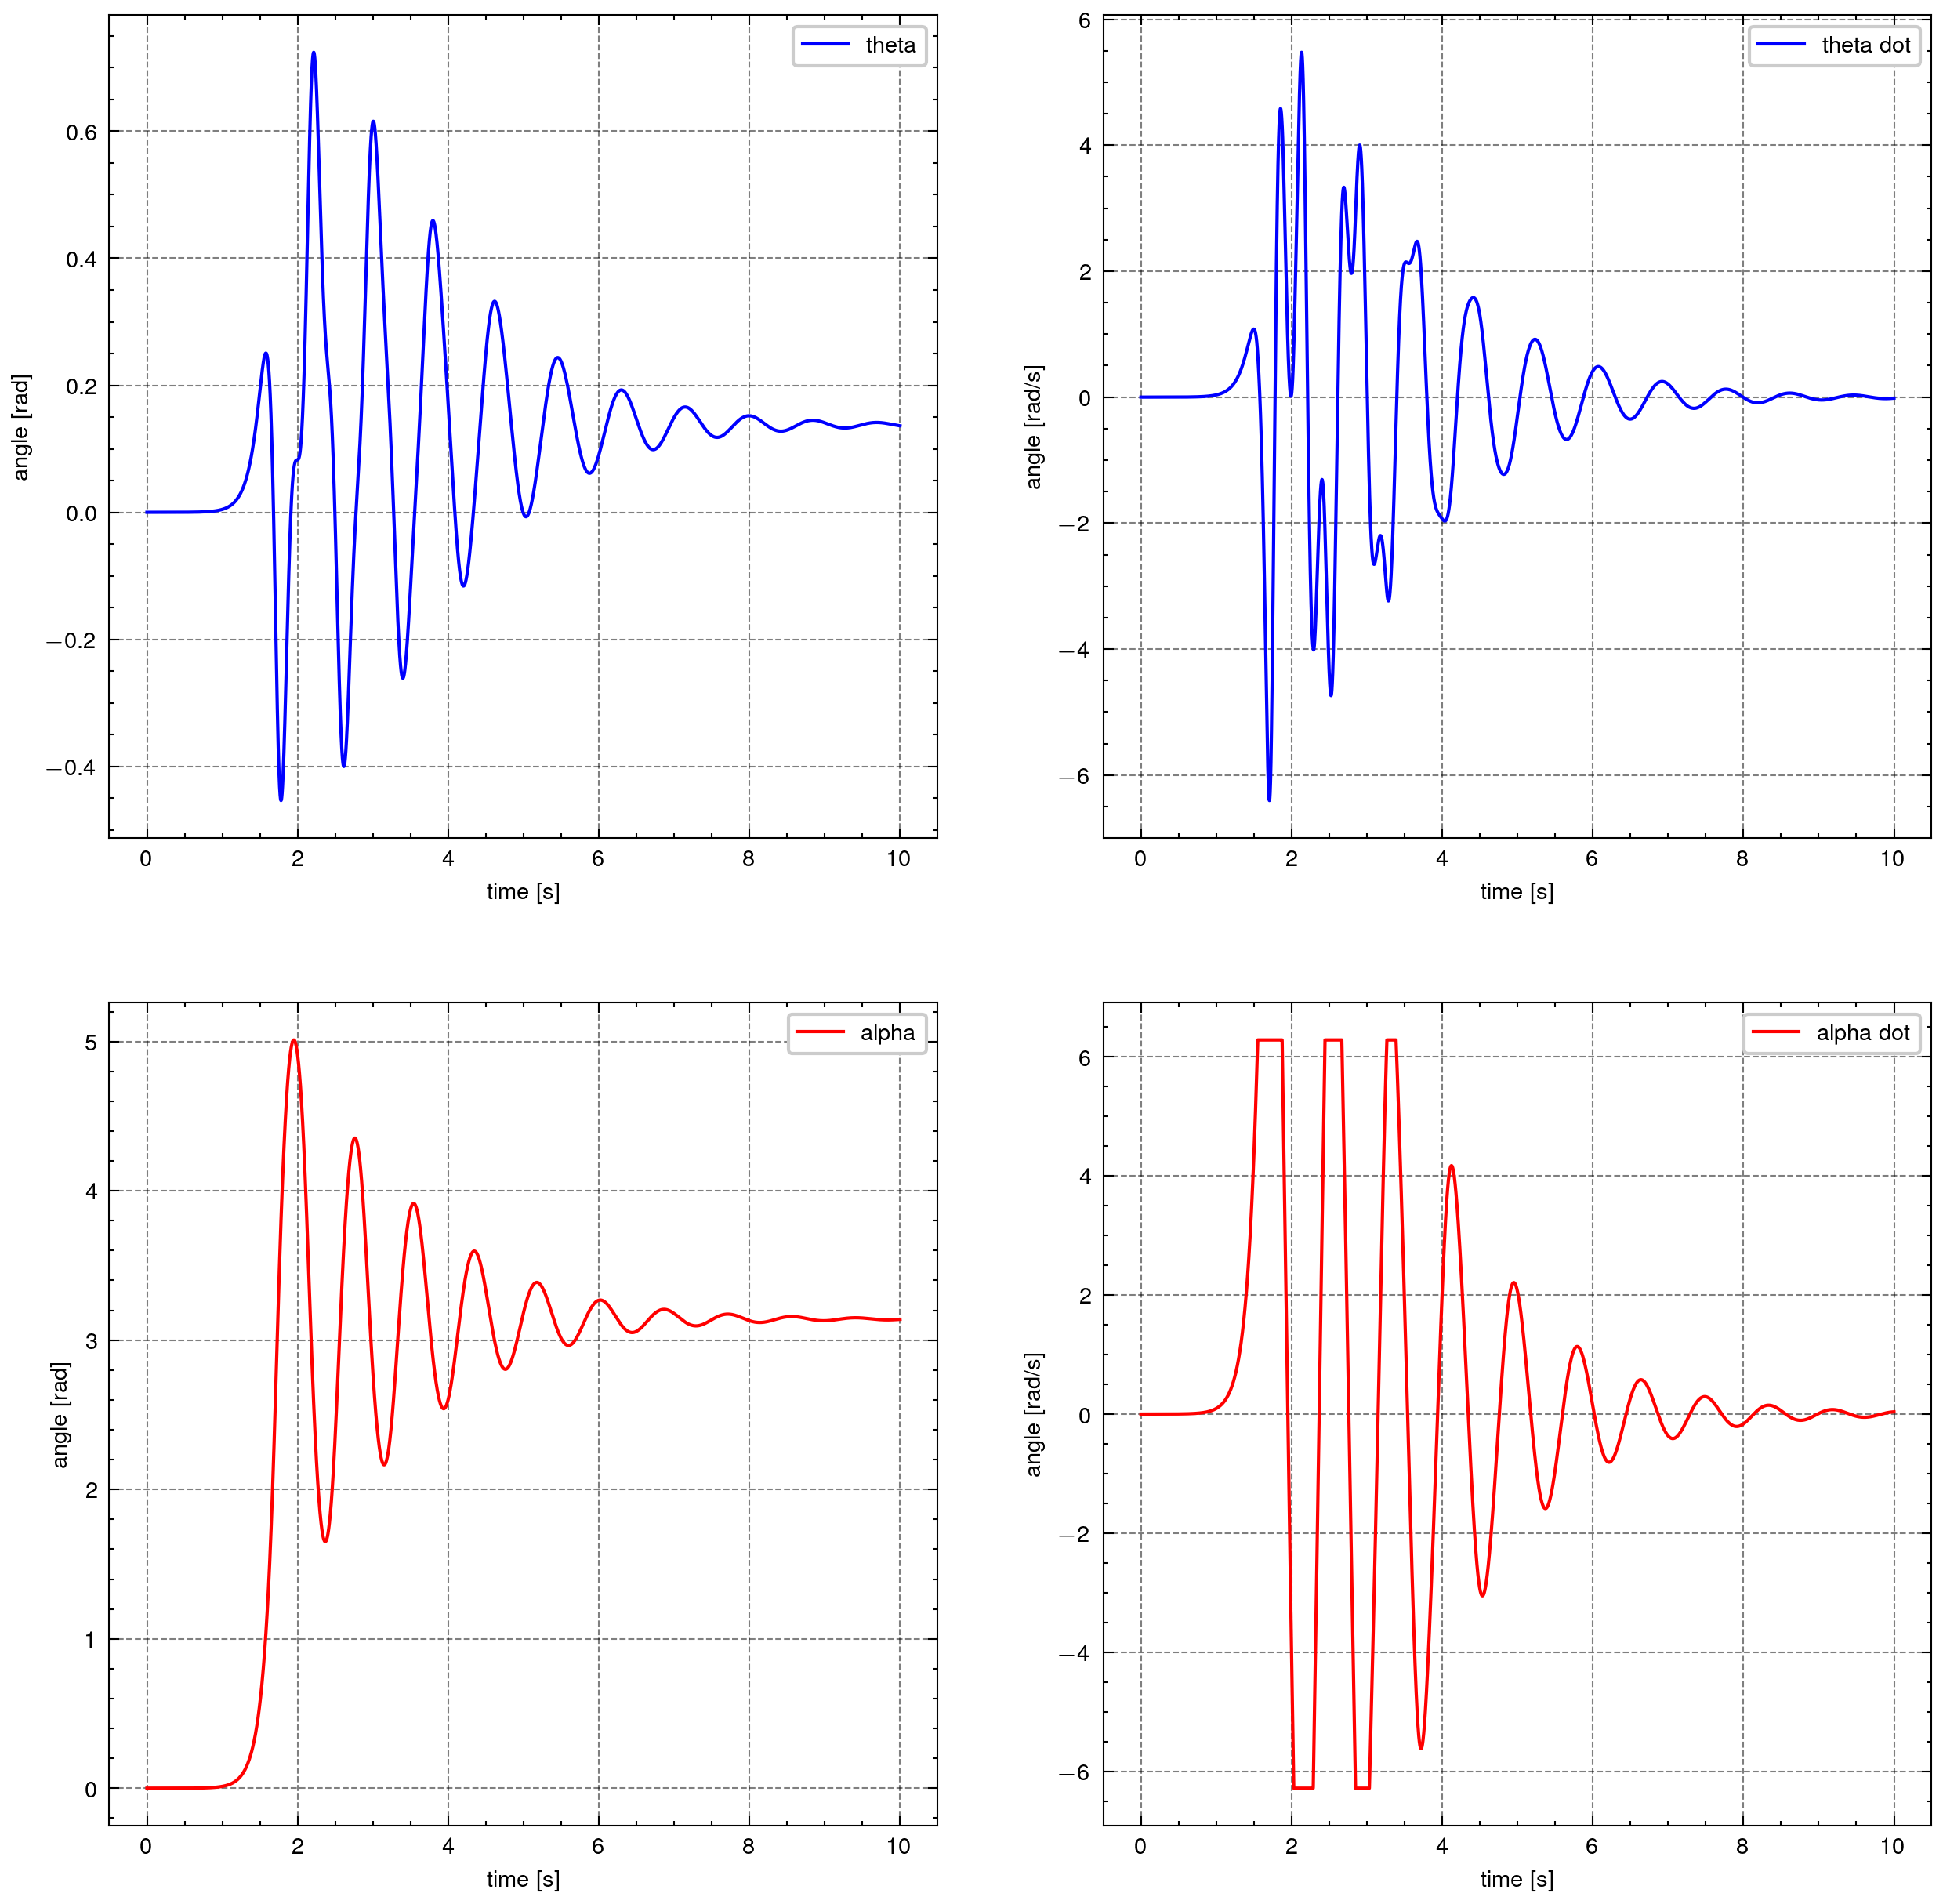 theta
0.6
0.4
0.2
0.0
−0.2
−0.4
angle [rad]
0 2 4 6 8 10
time [s]
theta dot
6
4
2
0
−2
−4
−6
angle [rad/s]
0 2 4 6 8 10
time [s]
alpha
5
4
3
2
1
0
angle [rad]
0 2 4 6 8 10
time [s]
alpha dot
6
4
2
0
−2
−4
−6
angle [rad/s]
0 2 4 6 8 10
time [s]